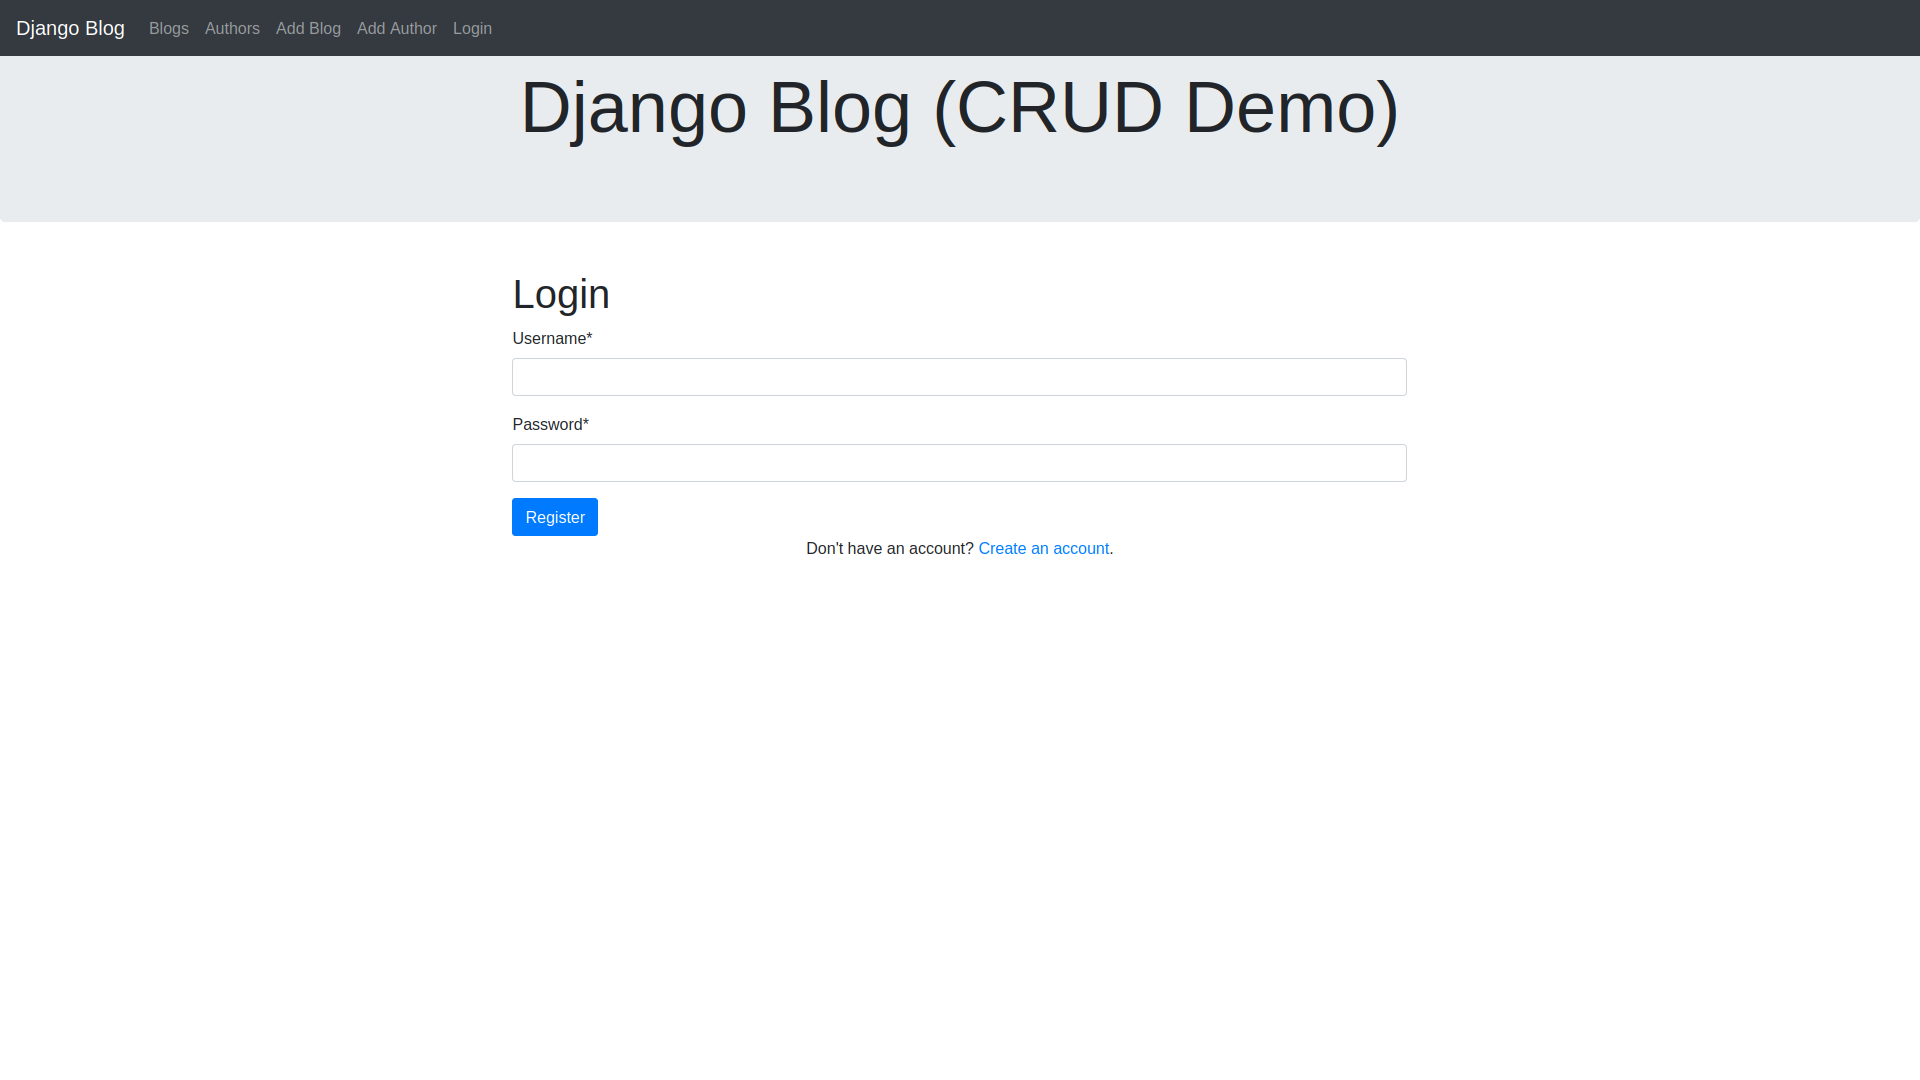 Django Blog Blogs Authors Add Blog Add Author Login
Django Blog (CRUD Demo)
Login
Username*
Password*
Register
Don't have an account? Create an account.